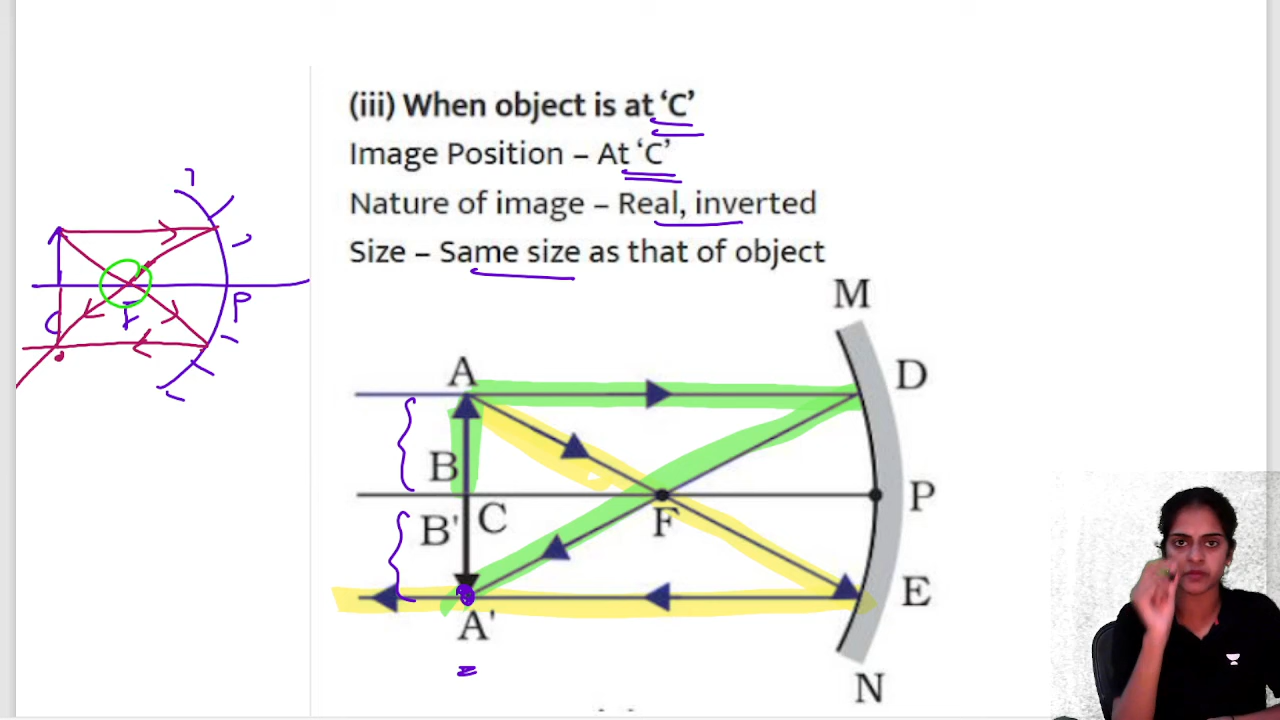 (iii) When object is at ‘C’
Image Position – At ‘C’
Nature of image – Real, inverted
Size – Same size as that of object
M
A
D
B
P
C
B'
F
E
A'
N
C
F
P